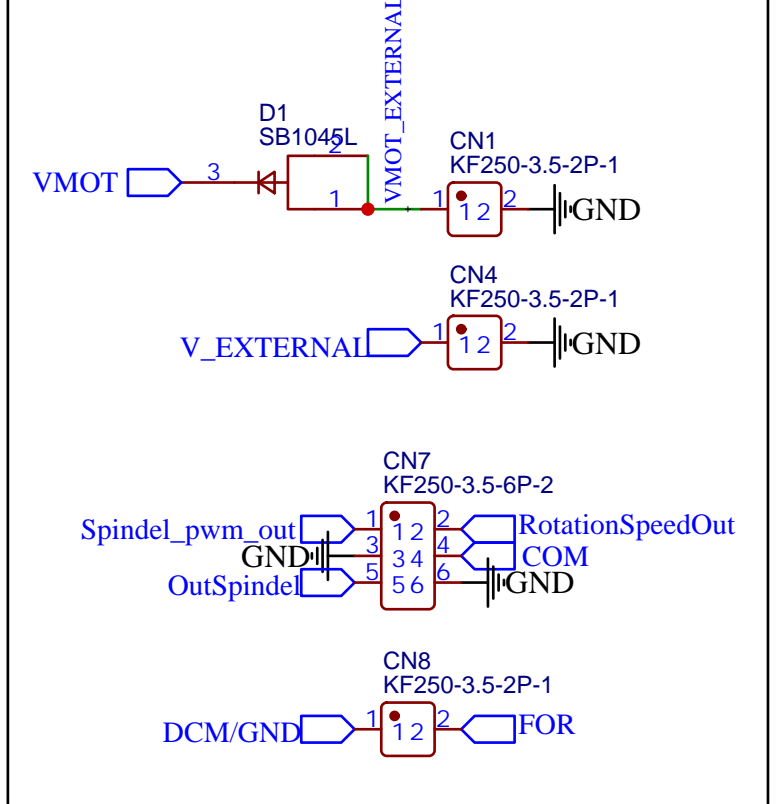 VMOT_EXTERNAL
D1
SB1045L
2
VMOT
3
1
CN1
KF250-3.5-2P-1
1
1 2
2
GND
CN4
KF250-3.5-2P-1
V_EXTERNAL
1
1 2
2
GND
CN7
KF250-3.5-6P-2
Spindel_pwm_out
1
1 2
2
RotationSpeedOut
GND
3
3 4
4
COM
OutSpindel
5
5 6
6
GND
CN8
KF250-3.5-2P-1
DCM/GND
1
1 2
2
FOR